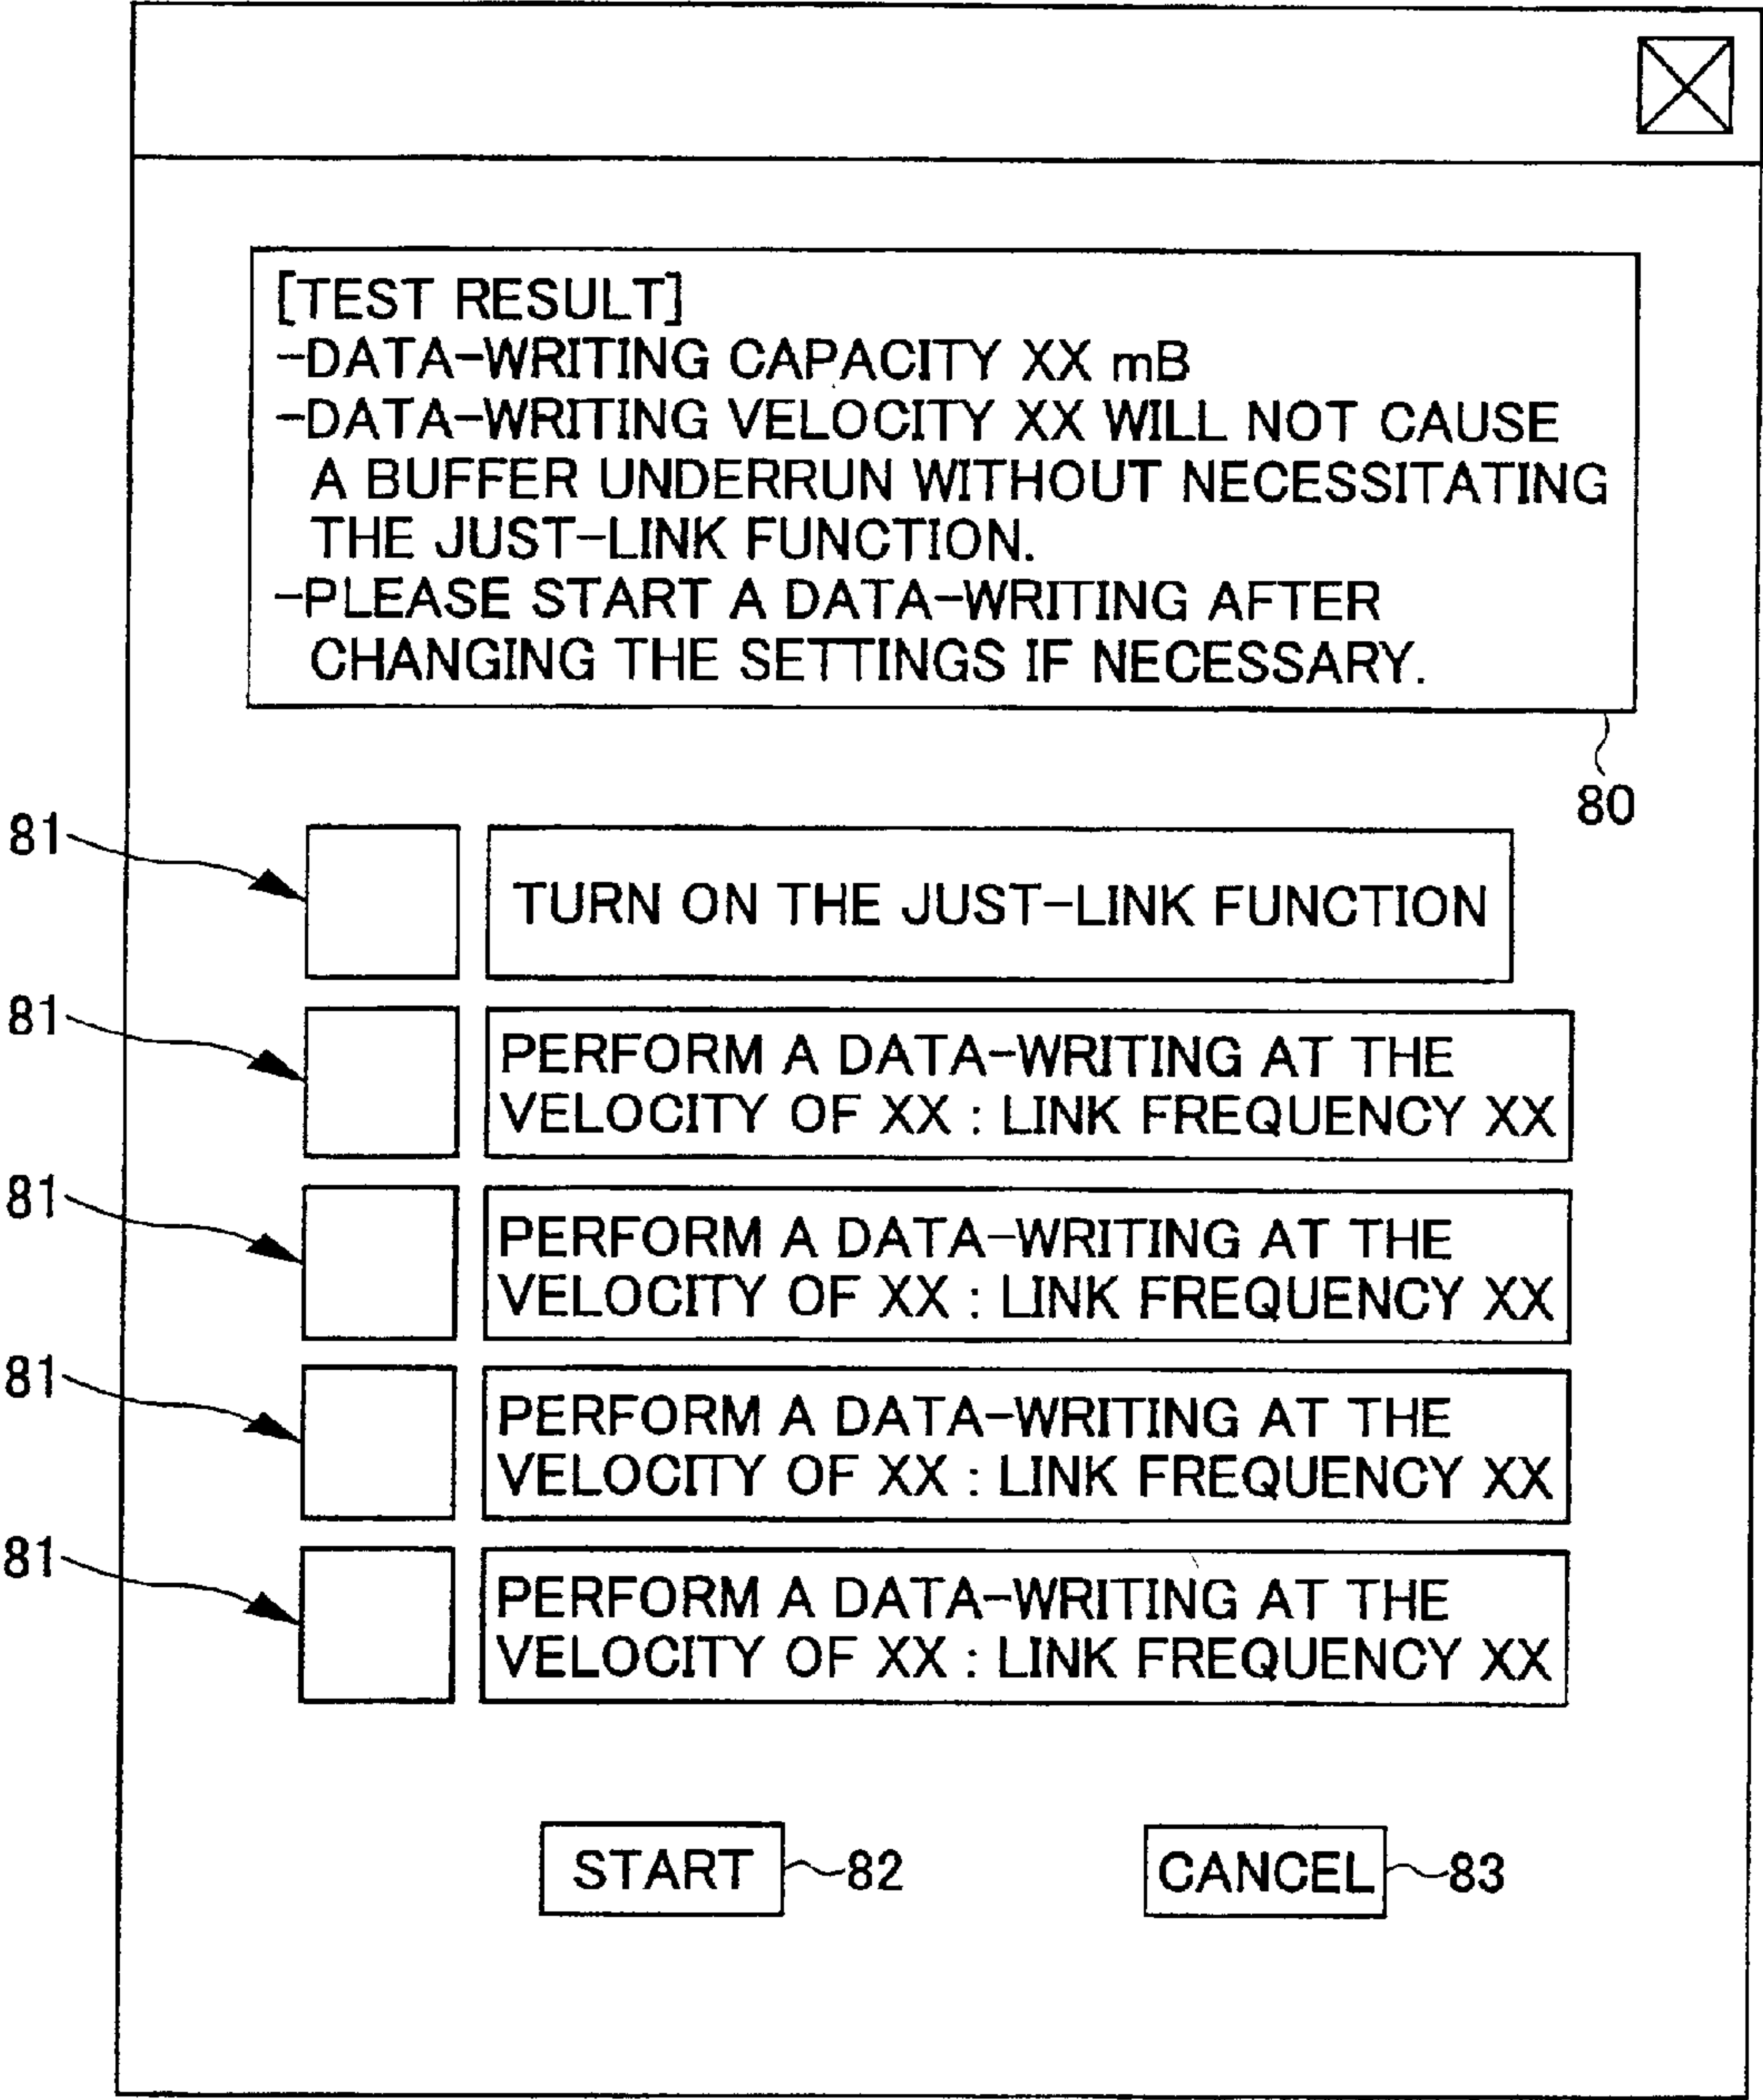 [TEST RESULT]
-DATA-WRITING CAPACITY XX mB
-DATA-WRITING VELOCITY XX WILL NOT CAUSE
A BUFFER UNDERRUN WITHOUT NECESSITATING
THE JUST-LINK FUNCTION.
-PLEASE START A DATA-WRITING AFTER
CHANGING THE SETTINGS IF NECESSARY.
80
81
TURN ON THE JUST-LINK FUNCTION
81
PERFORM A DATA-WRITING AT THE
VELOCITY OF XX : LINK FREQUENCY XX
81
PERFORM A DATA-WRITING AT THE
VELOCITY OF XX : LINK FREQUENCY XX
81
PERFORM A DATA-WRITING AT THE
VELOCITY OF XX : LINK FREQUENCY XX
81
PERFORM A DATA-WRITING AT THE
VELOCITY OF XX : LINK FREQUENCY XX
START 82 CANCEL 83